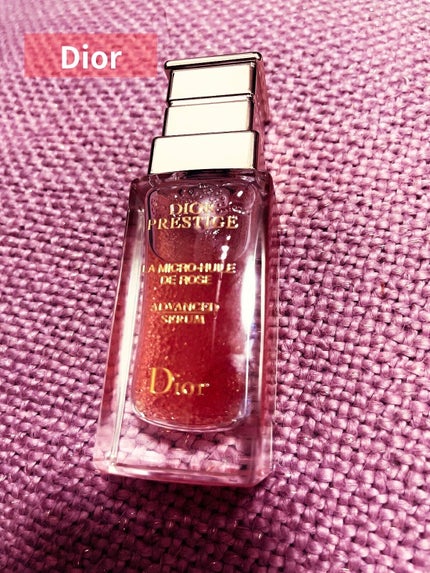 Dior
DIOR
PRESTIGE
LA MICRO-HUILE
DE ROSE
ADVANCED
SERUM
Dior